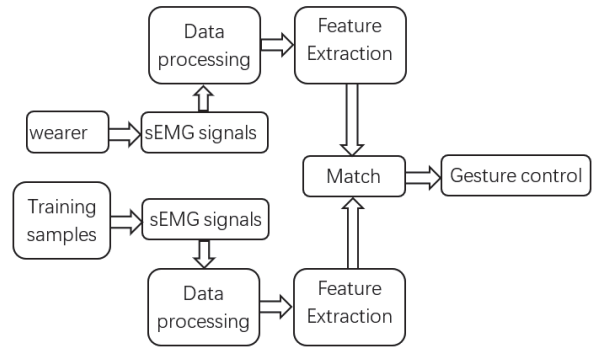 Data
processing
Feature
Extraction
wearer
sEMG signals
Match
Gesture control
Training
samples
sEMG signals
Data
processing
Feature
Extraction